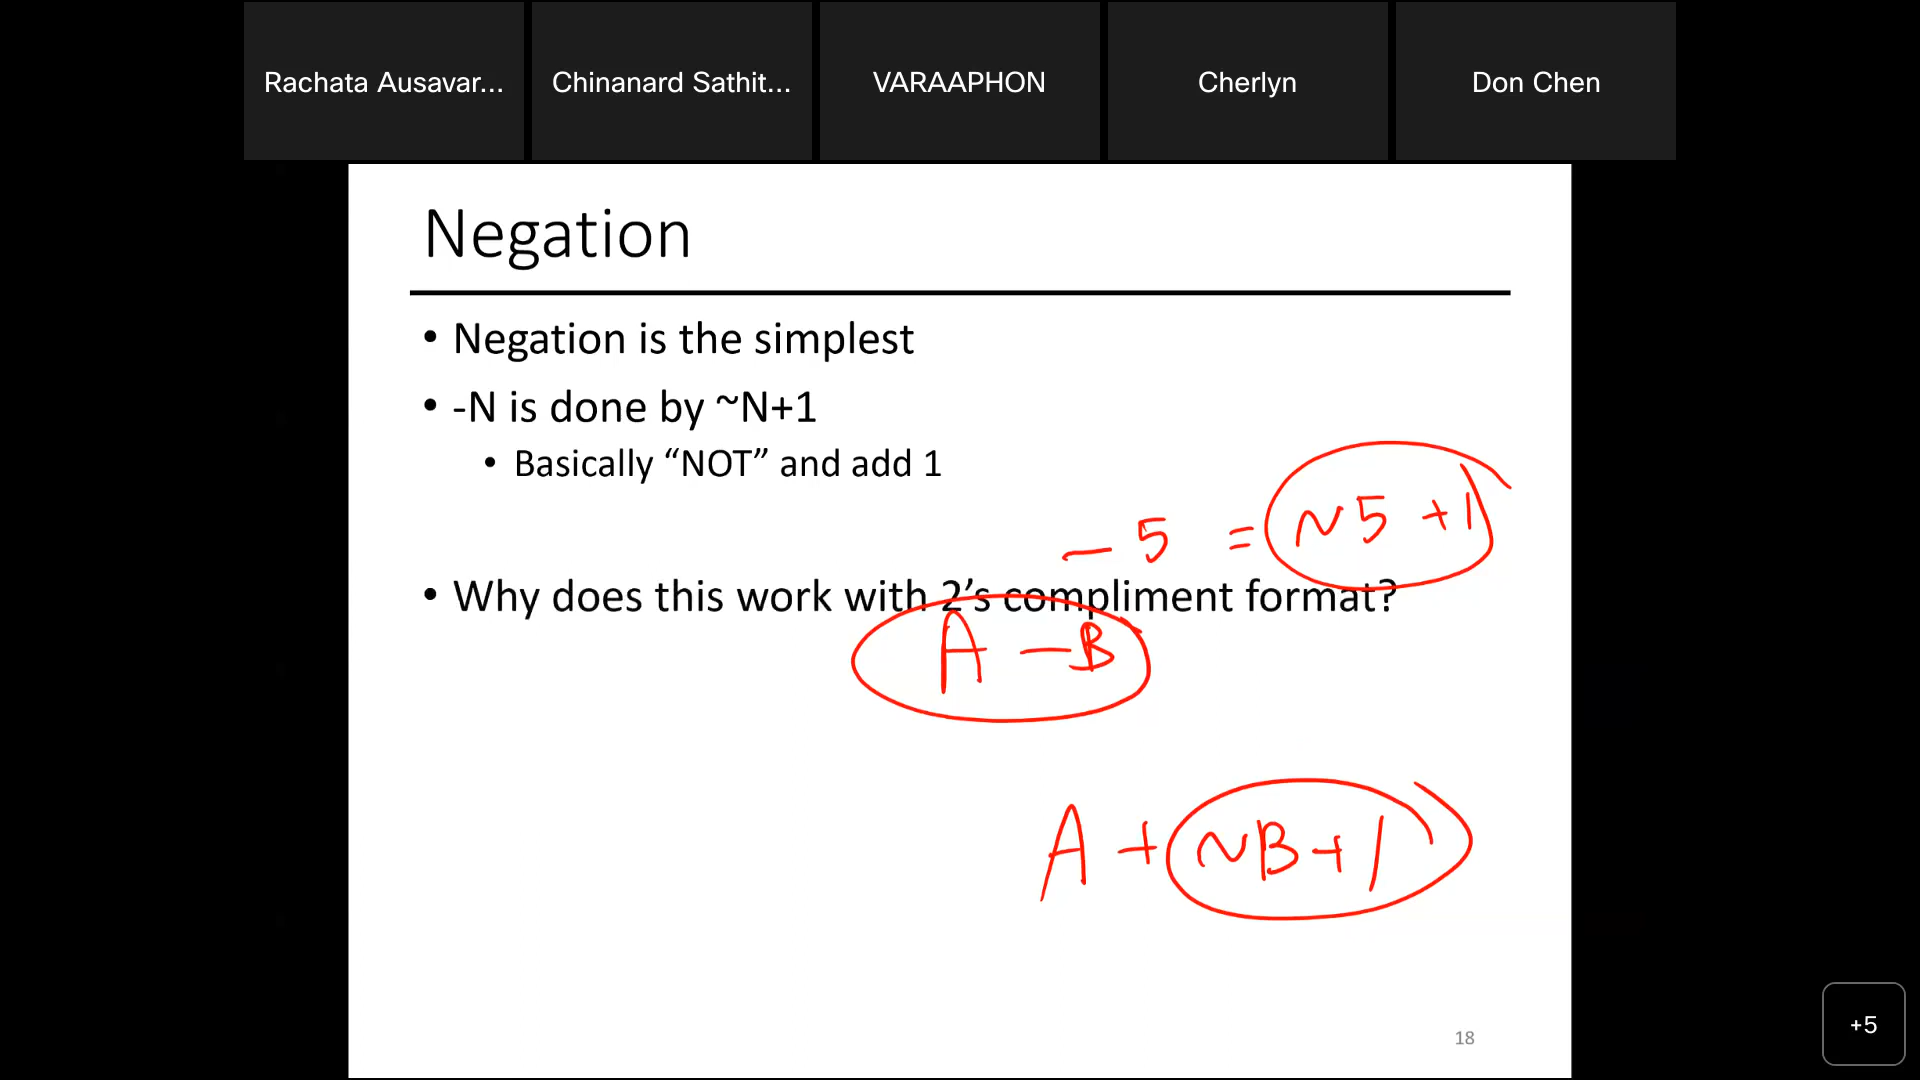 Rachata Ausavar...
Chinanard Sathit...
VARAAPHON
Cherlyn
Don Chen
Negation
• Negation is the simplest
• -N is done by ~N+1
• Basically “NOT” and add 1
- 5 = ~5 +1
• Why does this work with 2’s compliment format?
A - B
A + ~B+1
18
+5